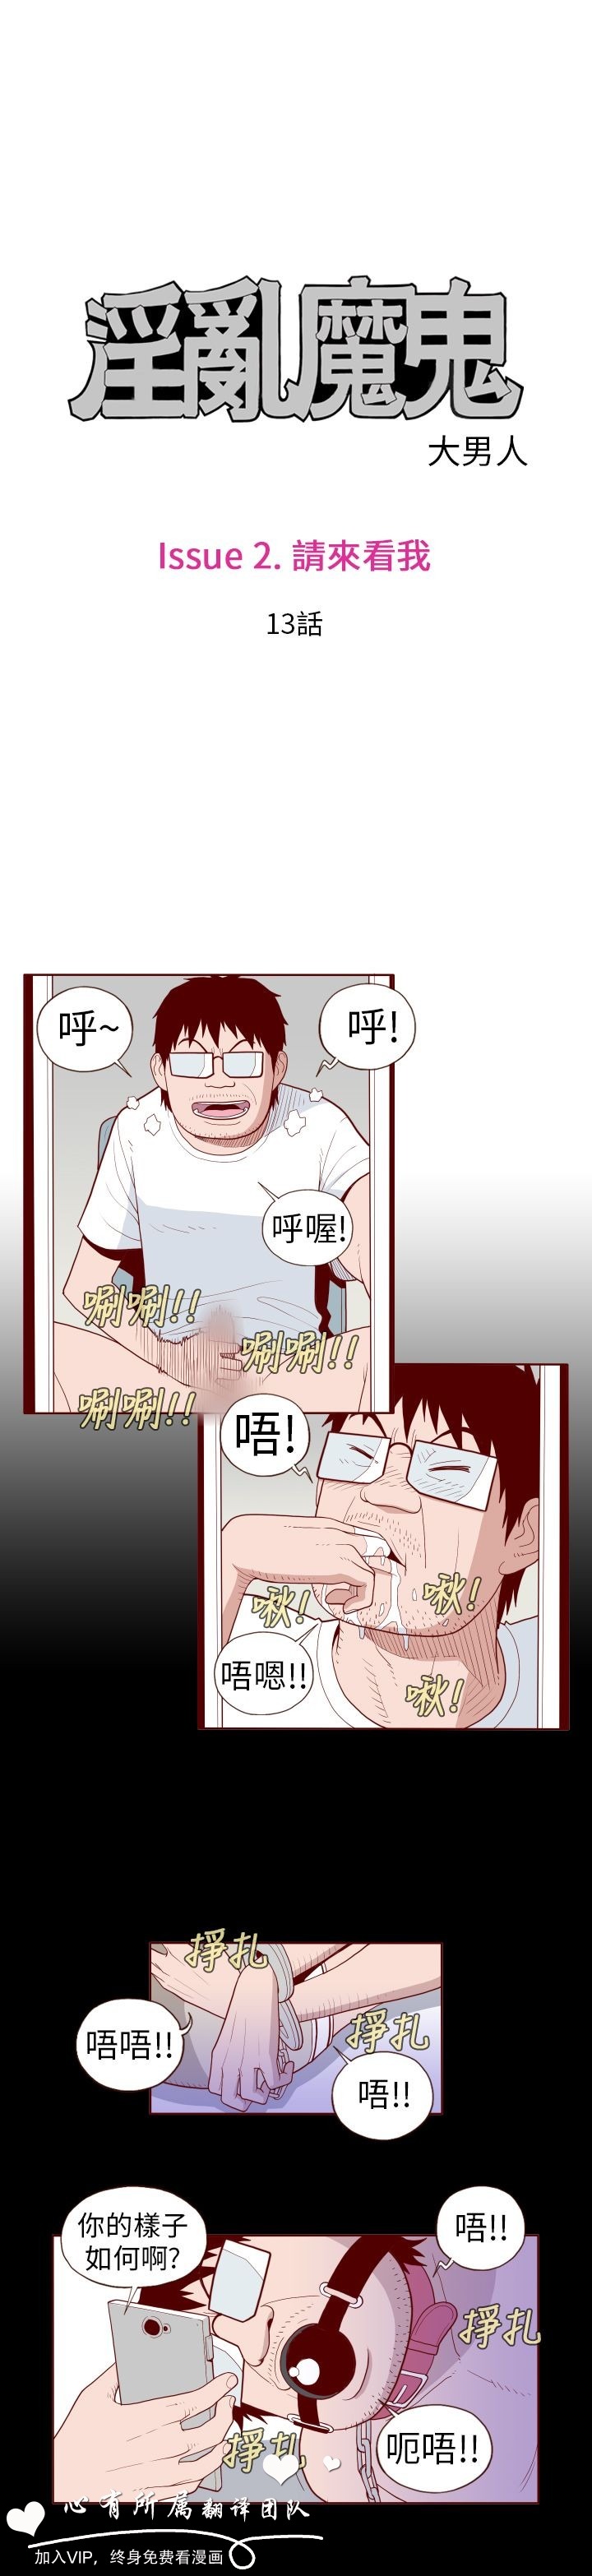 淫亂魔鬼
大男人
Issue 2. 請來看我
13話
呼~
呼!
呼喔!
唰唰!!
唰唰!!
唰唰!!
唔!
啾!
啾!
唔嗯!!
啾!
掙扎
唔唔!!
掙扎
唔!!
你的樣子
如何啊?
唔!!
掙扎
掙扎
呃唔!!
心有所属翻译团队
加入VIP，终身免费看漫画